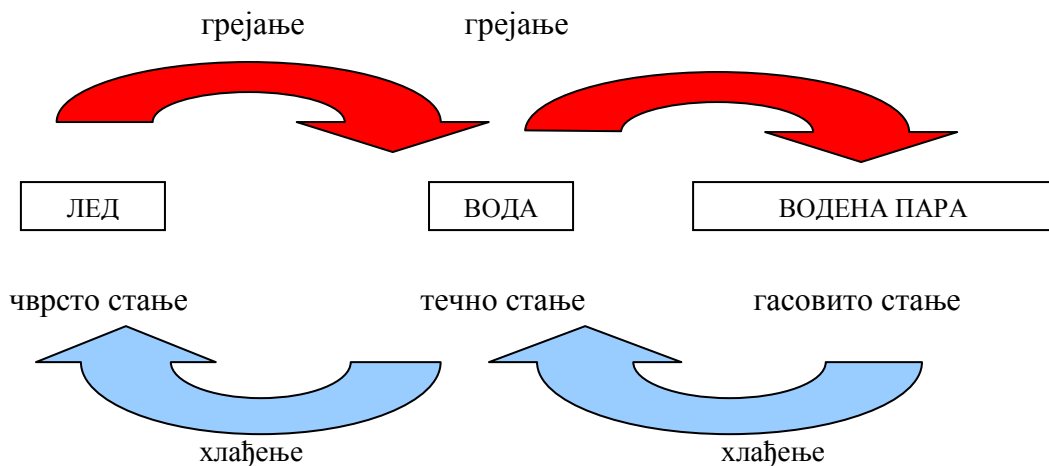 грејање грејање
ЛЕД ВОДА ВОДЕНА ПАРА
чврсто стање течно стање гасовито стање
хлађење хлађење